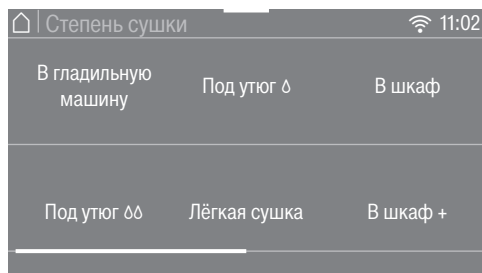 Степень сушки 11:02
В гладильную
машину
Под утюг 💧
В шкаф
Под утюг 💧💧
Лёгкая сушка
В шкаф +